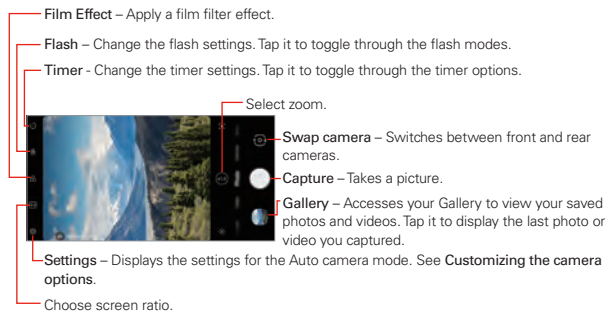 Film Effect – Apply a film filter effect.
Flash – Change the flash settings. Tap it to toggle through the flash modes.
Timer - Change the timer settings. Tap it to toggle through the timer options.
Select zoom.
Swap camera – Switches between front and rear
cameras.
Capture – Takes a picture.
Gallery – Accesses your Gallery to view your saved
photos and videos. Tap it to display the last photo or
video you captured.
Settings – Displays the settings for the Auto camera mode. See Customizing the camera
options.
Choose screen ratio.